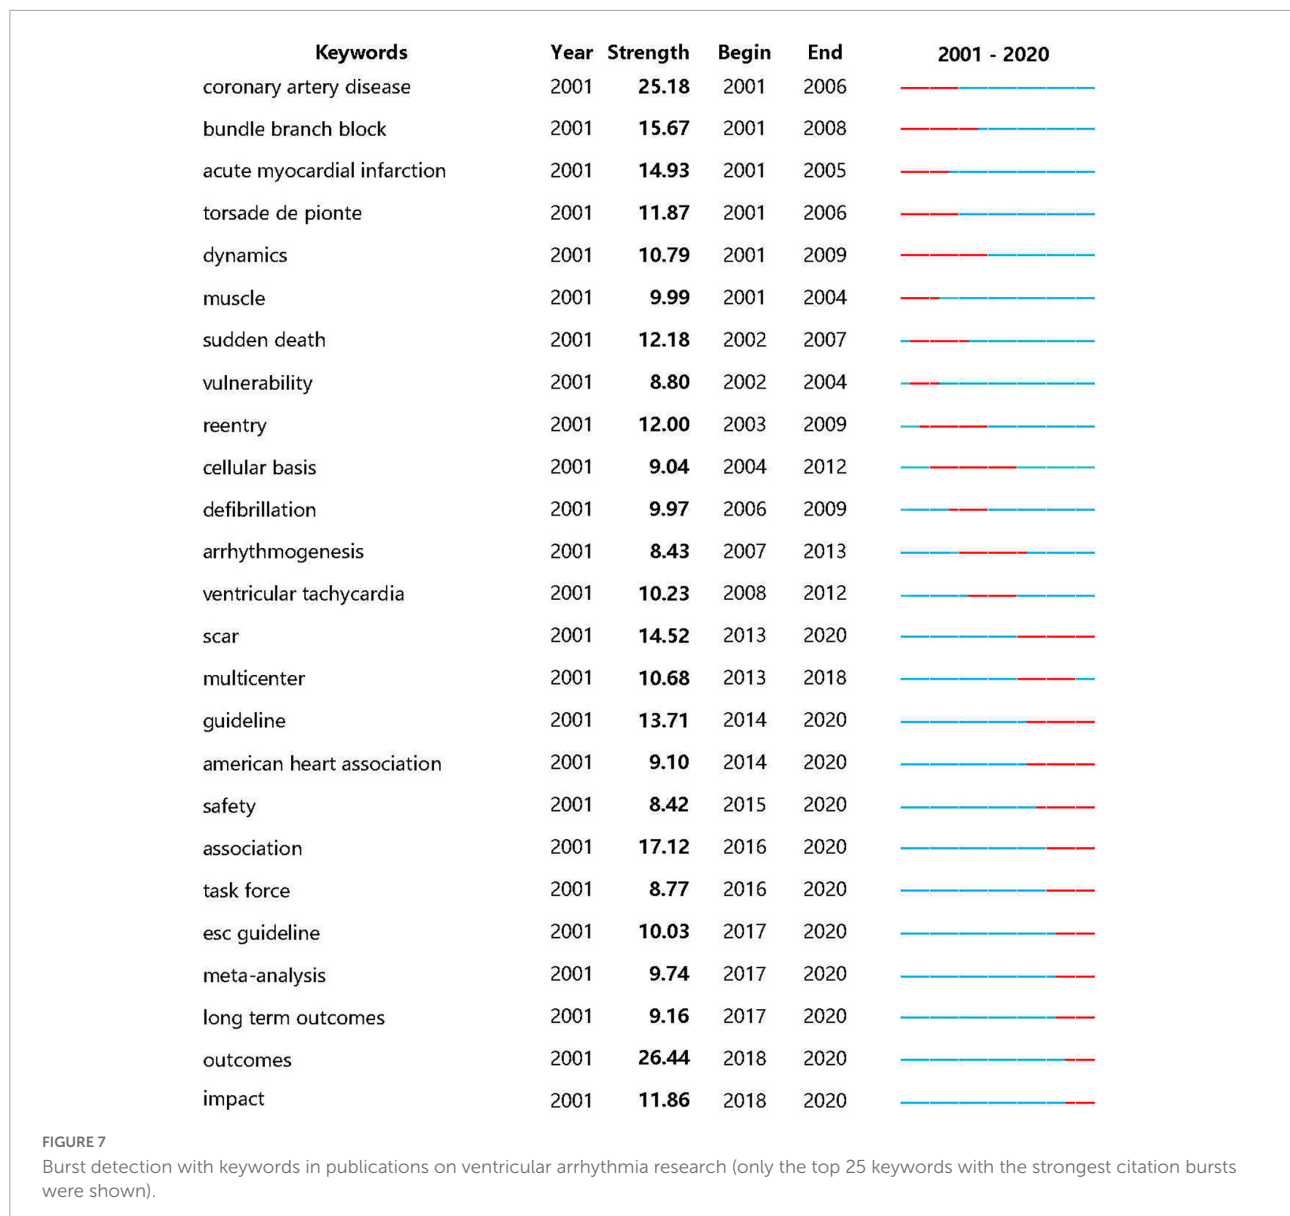 Keywords Year Strength Begin End 2001 - 2020
coronary artery disease 2001 25.18 2001 2006
bundle branch block 2001 15.67 2001 2008
acute myocardial infarction 2001 14.93 2001 2005
torsade de pionte 2001 11.87 2001 2006
dynamics 2001 10.79 2001 2009
muscle 2001 9.99 2001 2004
sudden death 2001 12.18 2002 2007
vulnerability 2001 8.80 2002 2004
reentry 2001 12.00 2003 2009
cellular basis 2001 9.04 2004 2012
defibrillation 2001 9.97 2006 2009
arrhythmogenesis 2001 8.43 2007 2013
ventricular tachycardia 2001 10.23 2008 2012
scar 2001 14.52 2013 2020
multicenter 2001 10.68 2013 2018
guideline 2001 13.71 2014 2020
american heart association 2001 9.10 2014 2020
safety 2001 8.42 2015 2020
association 2001 17.12 2016 2020
task force 2001 8.77 2016 2020
esc guideline 2001 10.03 2017 2020
meta-analysis 2001 9.74 2017 2020
long term outcomes 2001 9.16 2017 2020
outcomes 2001 26.44 2018 2020
impact 2001 11.86 2018 2020
FIGURE 7
Burst detection with keywords in publications on ventricular arrhythmia research (only the top 25 keywords with the strongest citation bursts
were shown).